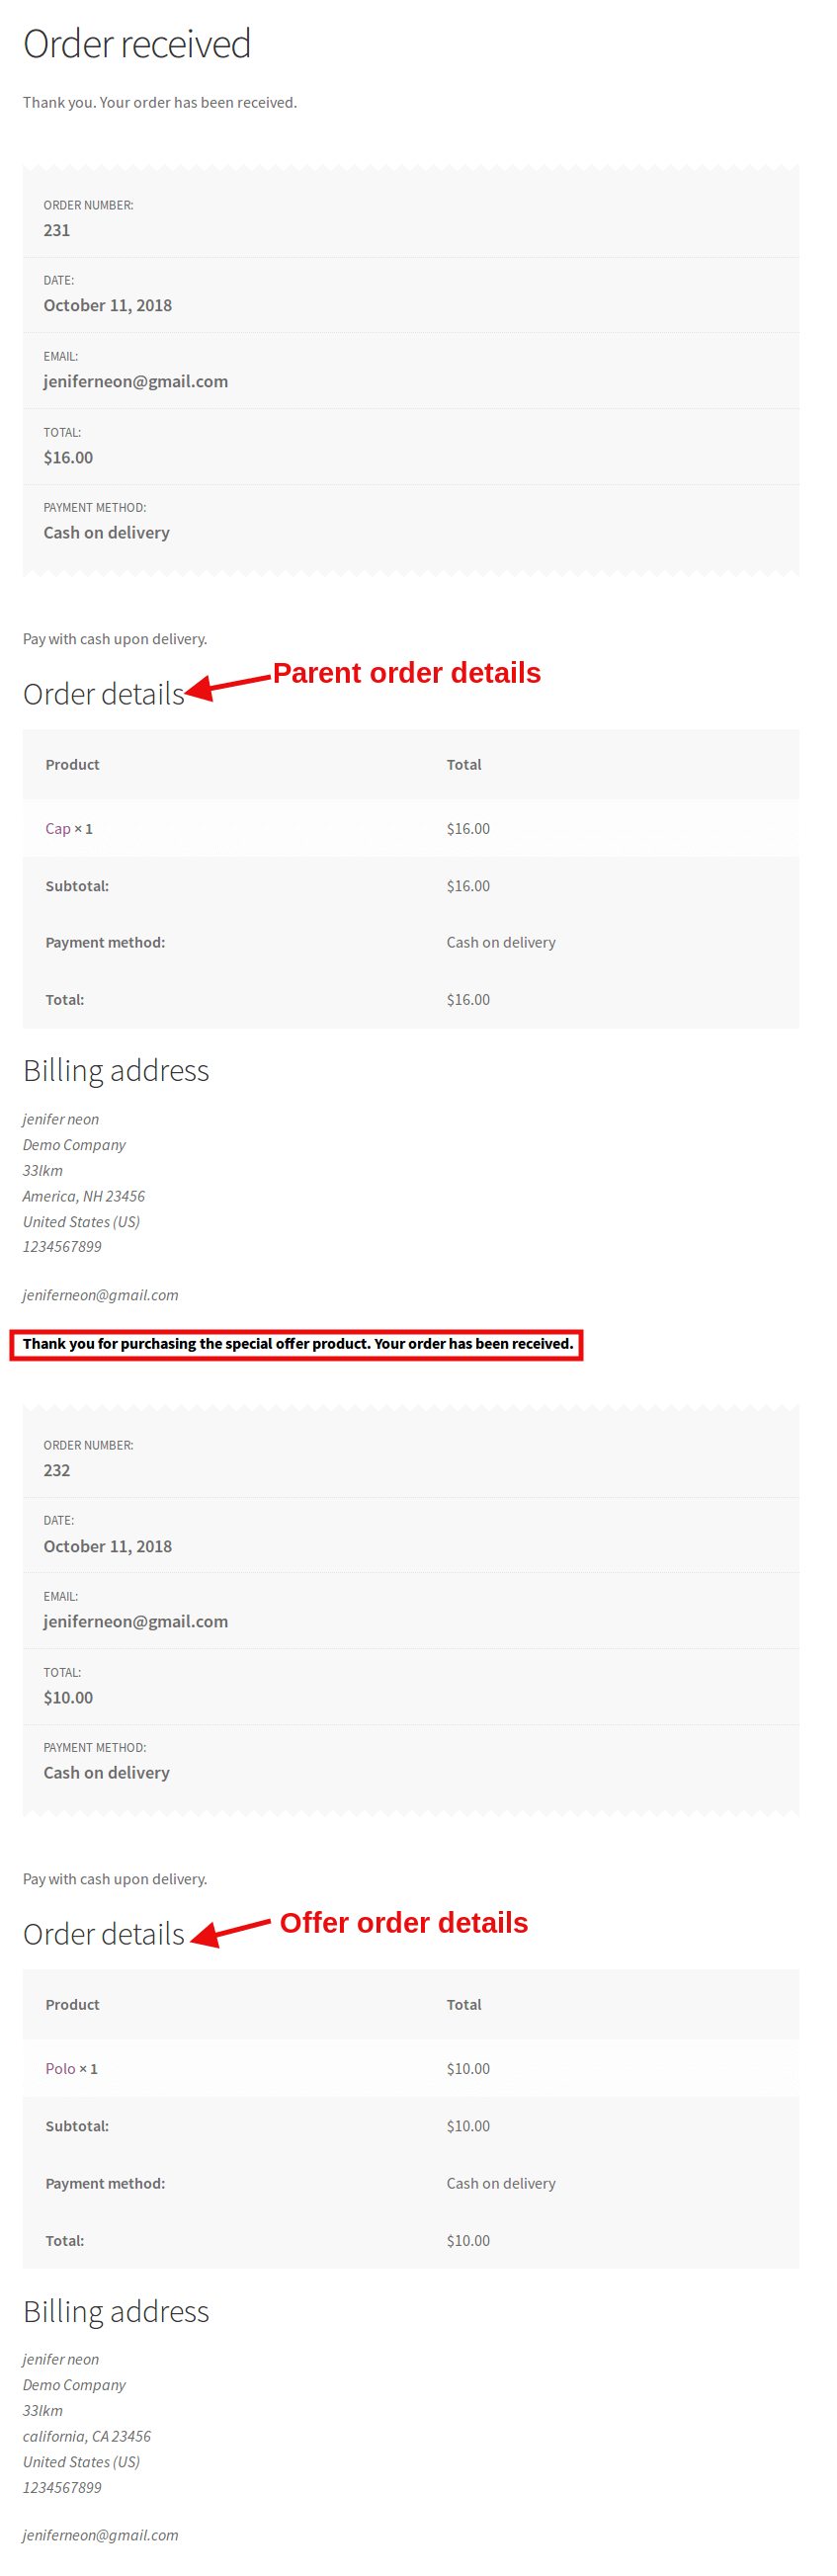 Order received
Thank you. Your order has been received.
ORDER NUMBER:
231
DATE:
October 11, 2018
EMAIL:
jeniferneon@gmail.com
TOTAL:
$16.00
PAYMENT METHOD:
Cash on delivery
Pay with cash upon delivery.
Parent order details
Order details
Product Total
Cap × 1 $16.00
Subtotal: $16.00
Payment method: Cash on delivery
Total: $16.00
Billing address
jenifer neon
Demo Company
33lkm
America, NH 23456
United States (US)
1234567899
jeniferneon@gmail.com
Thank you for purchasing the special offer product. Your order has been received.
ORDER NUMBER:
232
DATE:
October 11, 2018
EMAIL:
jeniferneon@gmail.com
TOTAL:
$10.00
PAYMENT METHOD:
Cash on delivery
Pay with cash upon delivery.
Offer order details
Order details
Product Total
Polo × 1 $10.00
Subtotal: $10.00
Payment method: Cash on delivery
Total: $10.00
Billing address
jenifer neon
Demo Company
33lkm
california, CA 23456
United States (US)
1234567899
jeniferneon@gmail.com